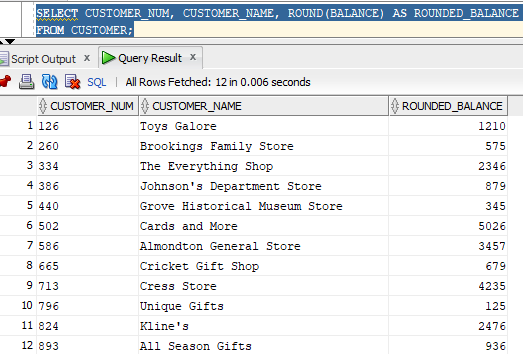 SELECT CUSTOMER_NUM, CUSTOMER_NAME, ROUND(BALANCE) AS ROUNDED_BALANCE
FROM CUSTOMER;
Script Output x Query Result x
SQL | All Rows Fetched: 12 in 0.006 seconds
CUSTOMER_NUM CUSTOMER_NAME ROUNDED_BALANCE
1 126 Toys Galore 1210
2 260 Brookings Family Store 575
3 334 The Everything Shop 2346
4 386 Johnson's Department Store 879
5 440 Grove Historical Museum Store 345
6 502 Cards and More 5026
7 586 Almondton General Store 3457
8 665 Cricket Gift Shop 679
9 713 Cress Store 4235
10 796 Unique Gifts 125
11 824 Kline's 2476
12 893 All Season Gifts 936